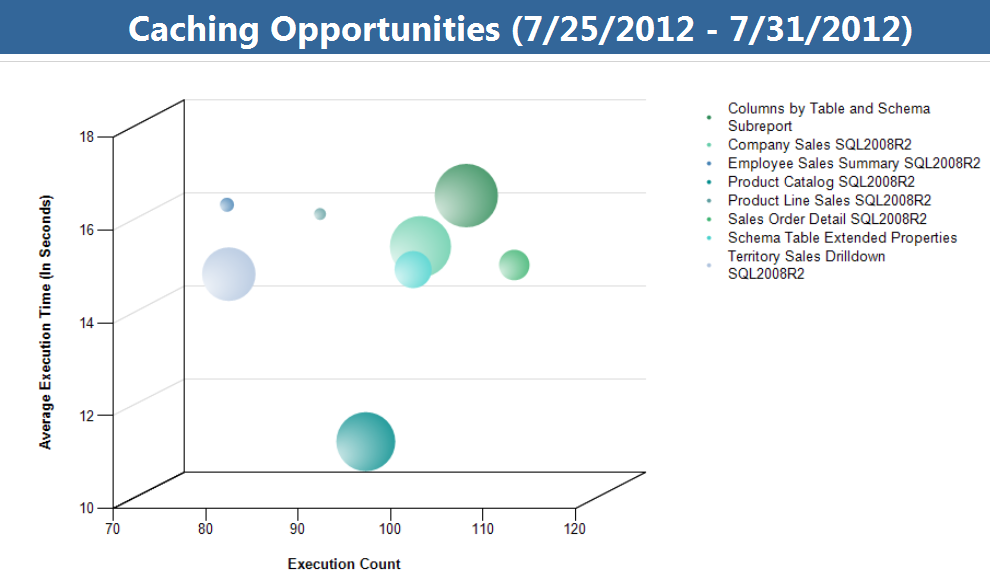 Caching Opportunities (7/25/2012 - 7/31/2012)
18
16
14
12
10
Average Execution Time (In Seconds)
70 80 90 100 110 120
Execution Count
Columns by Table and Schema
Subreport
Company Sales SQL2008R2
Employee Sales Summary SQL2008R2
Product Catalog SQL2008R2
Product Line Sales SQL2008R2
Sales Order Detail SQL2008R2
Schema Table Extended Properties
Territory Sales Drilldown
SQL2008R2